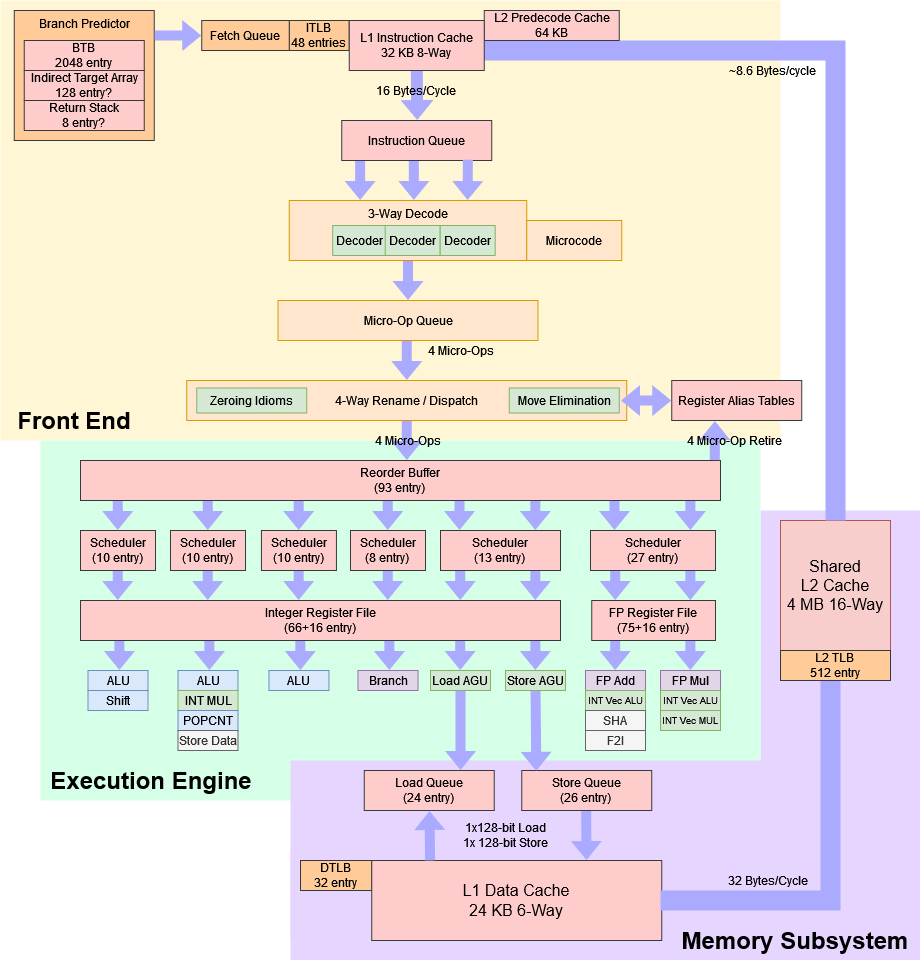 Branch Predictor
BTB
2048 entry
Indirect Target Array
128 entry?
Return Stack
8 entry?
Fetch Queue
ITLB
48 entries
L1 Instruction Cache
32 KB 8-Way
L2 Predecode Cache
64 KB
~8.6 Bytes/cycle
16 Bytes/Cycle
Instruction Queue
3-Way Decode
Decoder
Decoder
Decoder
Microcode
Micro-Op Queue
4 Micro-Ops
Zeroing Idioms
4-Way Rename / Dispatch
Move Elimination
Register Alias Tables
Front End
4 Micro-Ops
4 Micro-Op Retire
Reorder Buffer
(93 entry)
Scheduler
(10 entry)
Scheduler
(10 entry)
Scheduler
(10 entry)
Scheduler
(8 entry)
Scheduler
(13 entry)
Scheduler
(27 entry)
Integer Register File
(66+16 entry)
FP Register File
(75+16 entry)
ALU
Shift
ALU
INT MUL
POPCNT
Store Data
ALU
Branch
Load AGU
Store AGU
FP Add
INT Vec ALU
SHA
F2I
FP Mul
INT Vec ALU
INT Vec MUL
Execution Engine
Shared
L2 Cache
4 MB 16-Way
L2 TLB
512 entry
Load Queue
(24 entry)
Store Queue
(26 entry)
1x128-bit Load
1x 128-bit Store
DTLB
32 entry
L1 Data Cache
24 KB 6-Way
32 Bytes/Cycle
Memory Subsystem